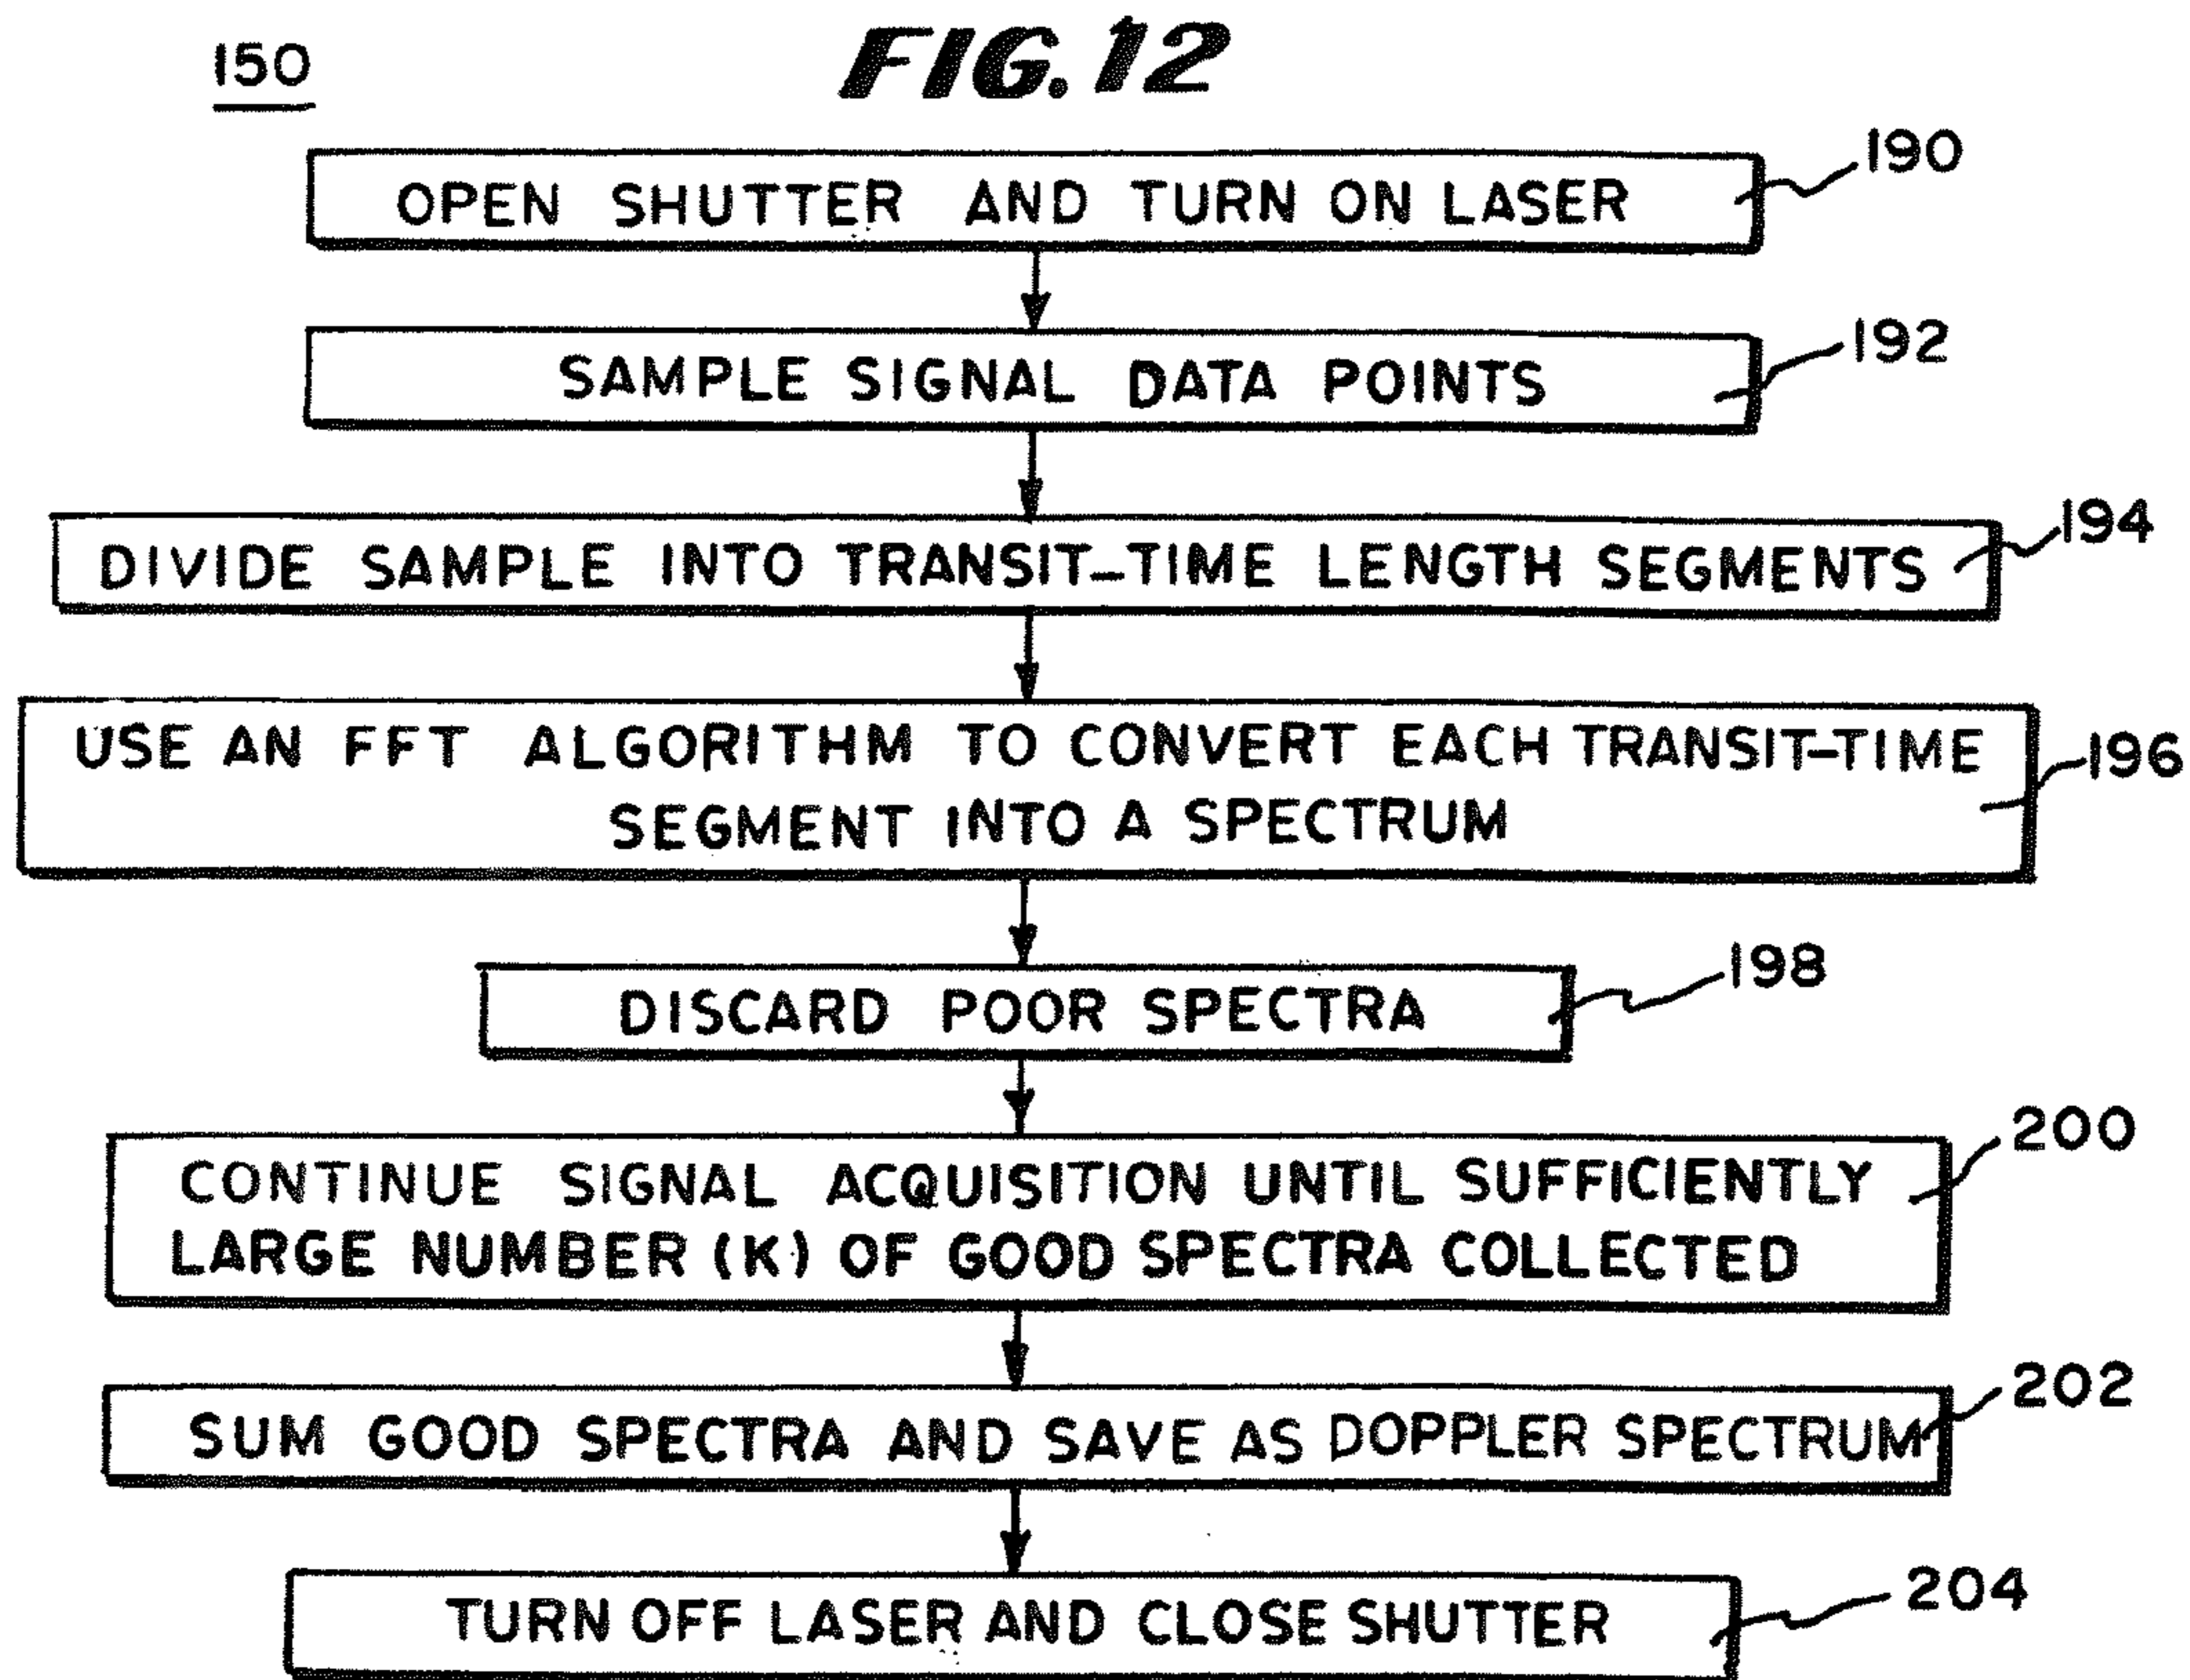 150
FIG. 12
OPEN SHUTTER AND TURN ON LASER
190
SAMPLE SIGNAL DATA POINTS
192
DIVIDE SAMPLE INTO TRANSIT-TIME LENGTH SEGMENTS
194
USE AN FFT ALGORITHM TO CONVERT EACH TRANSIT-TIME
SEGMENT INTO A SPECTRUM
196
DISCARD POOR SPECTRA
198
CONTINUE SIGNAL ACQUISITION UNTIL SUFFICIENTLY
LARGE NUMBER (K) OF GOOD SPECTRA COLLECTED
200
SUM GOOD SPECTRA AND SAVE AS DOPPLER SPECTRUM
202
TURN OFF LASER AND CLOSE SHUTTER
204